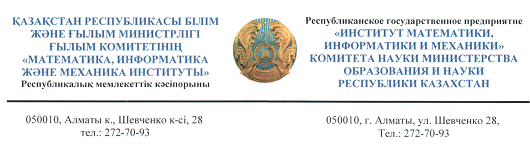 ҚАЗАҚСТАН РЕСПУБЛИКАСЫ БІЛІМ
ЖӘНЕ ҒЫЛЫМ МИНИСТРЛІГІ
ҒЫЛЫМ КОМИТЕТІНІҢ
«МАТЕМАТИКА, ИНФОРМАТИКА
ЖӘНЕ МЕХАНИКА ИНСТИТУТЫ»
Республикалық мемлекеттік кәсіпорыны
Республиканское государственное предприятие
«ИНСТИТУТ МАТЕМАТИКИ,
ИНФОРМАТИКИ И МЕХАНИКИ»
КОМИТЕТА НАУКИ МИНИСТЕРСТВА
ОБРАЗОВАНИЯ И НАУКИ
РЕСПУБЛИКИ КАЗАХСТАН
050010, Алматы к., Шевченко к-сі, 28
тел.: 272-70-93
050010, г. Алматы, ул. Шевченко 28,
Тел.: 272-70-93